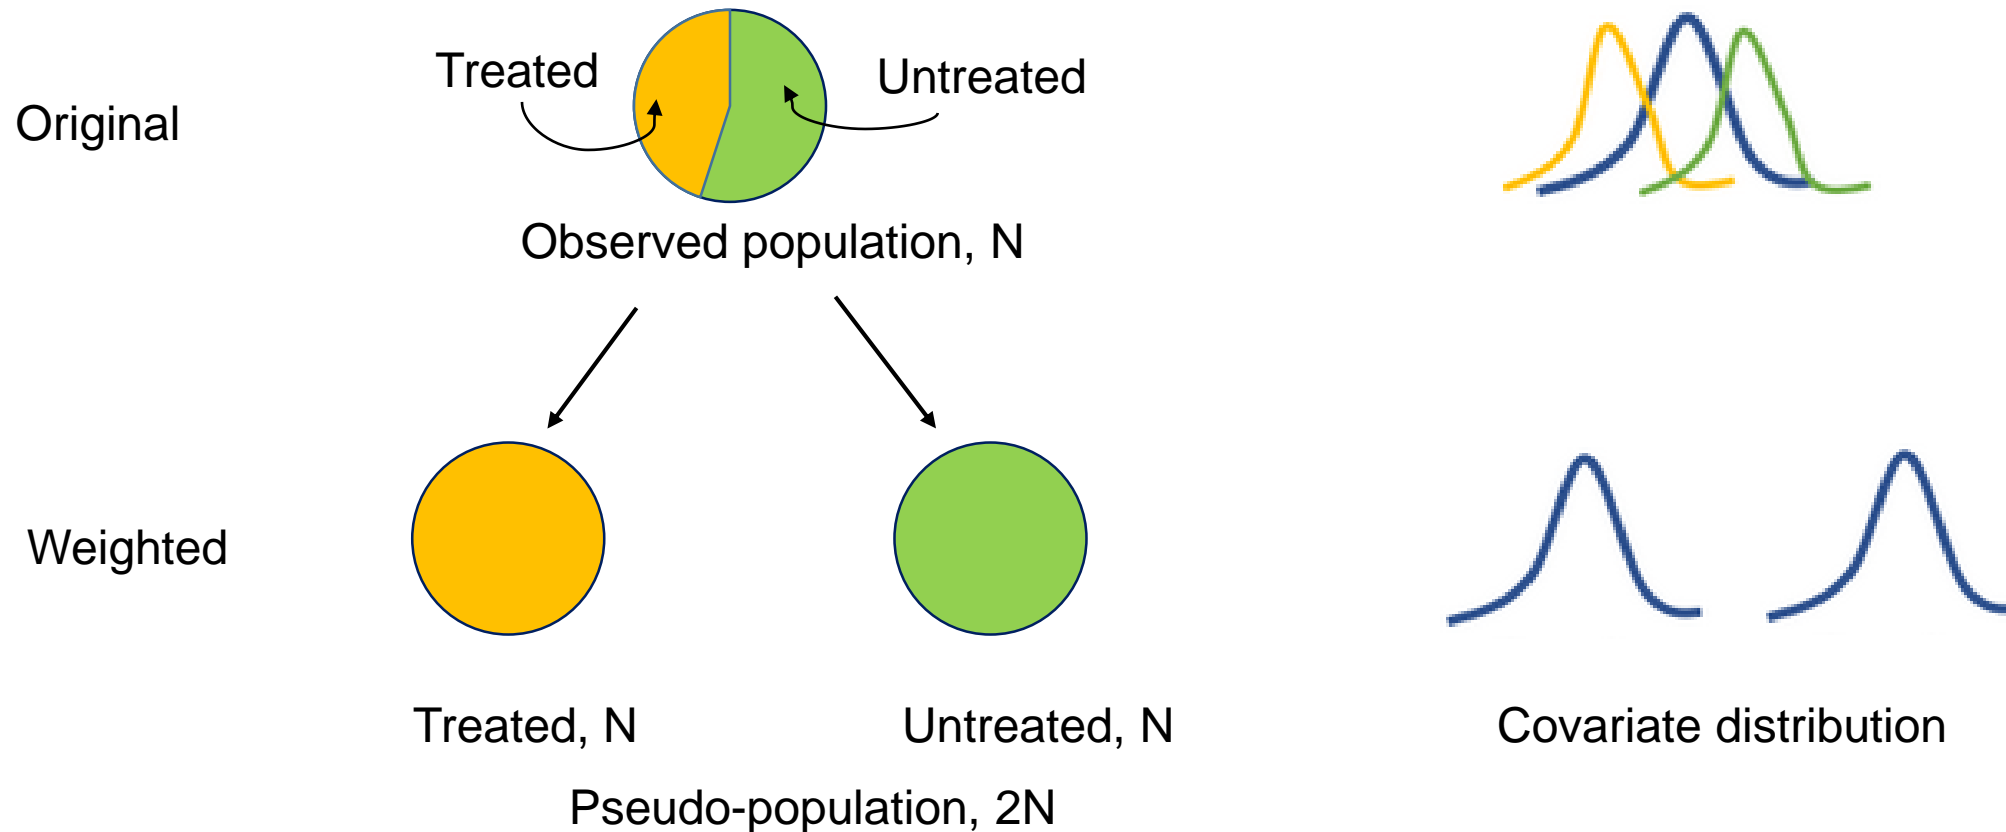 Treated
Untreated
Original
Observed population, N
Weighted
Treated, N
Untreated, N
Covariate distribution
Pseudo-population, 2N